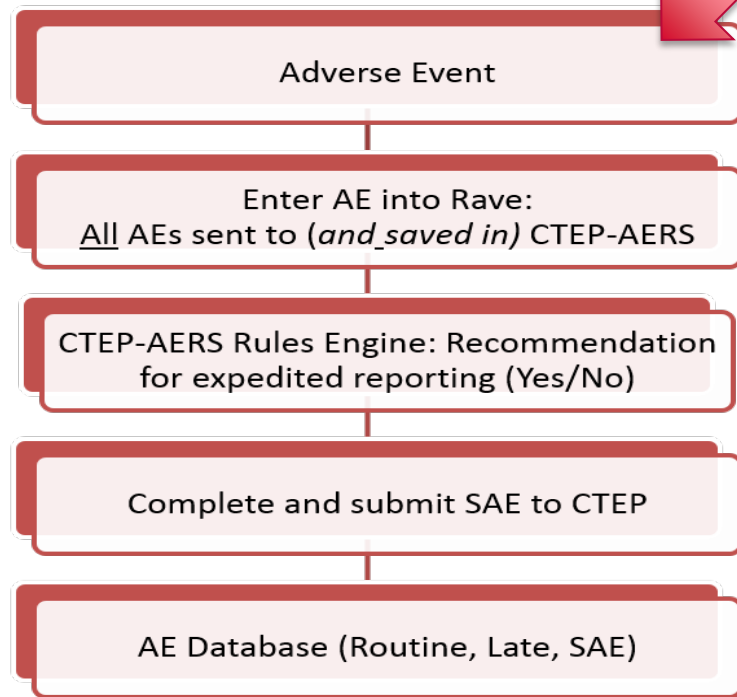 Adverse Event
Enter AE into Rave:
All AEs sent to (and saved in) CTEP-AERS
CTEP-AERS Rules Engine: Recommendation
for expedited reporting (Yes/No)
Complete and submit SAE to CTEP
AE Database (Routine, Late, SAE)